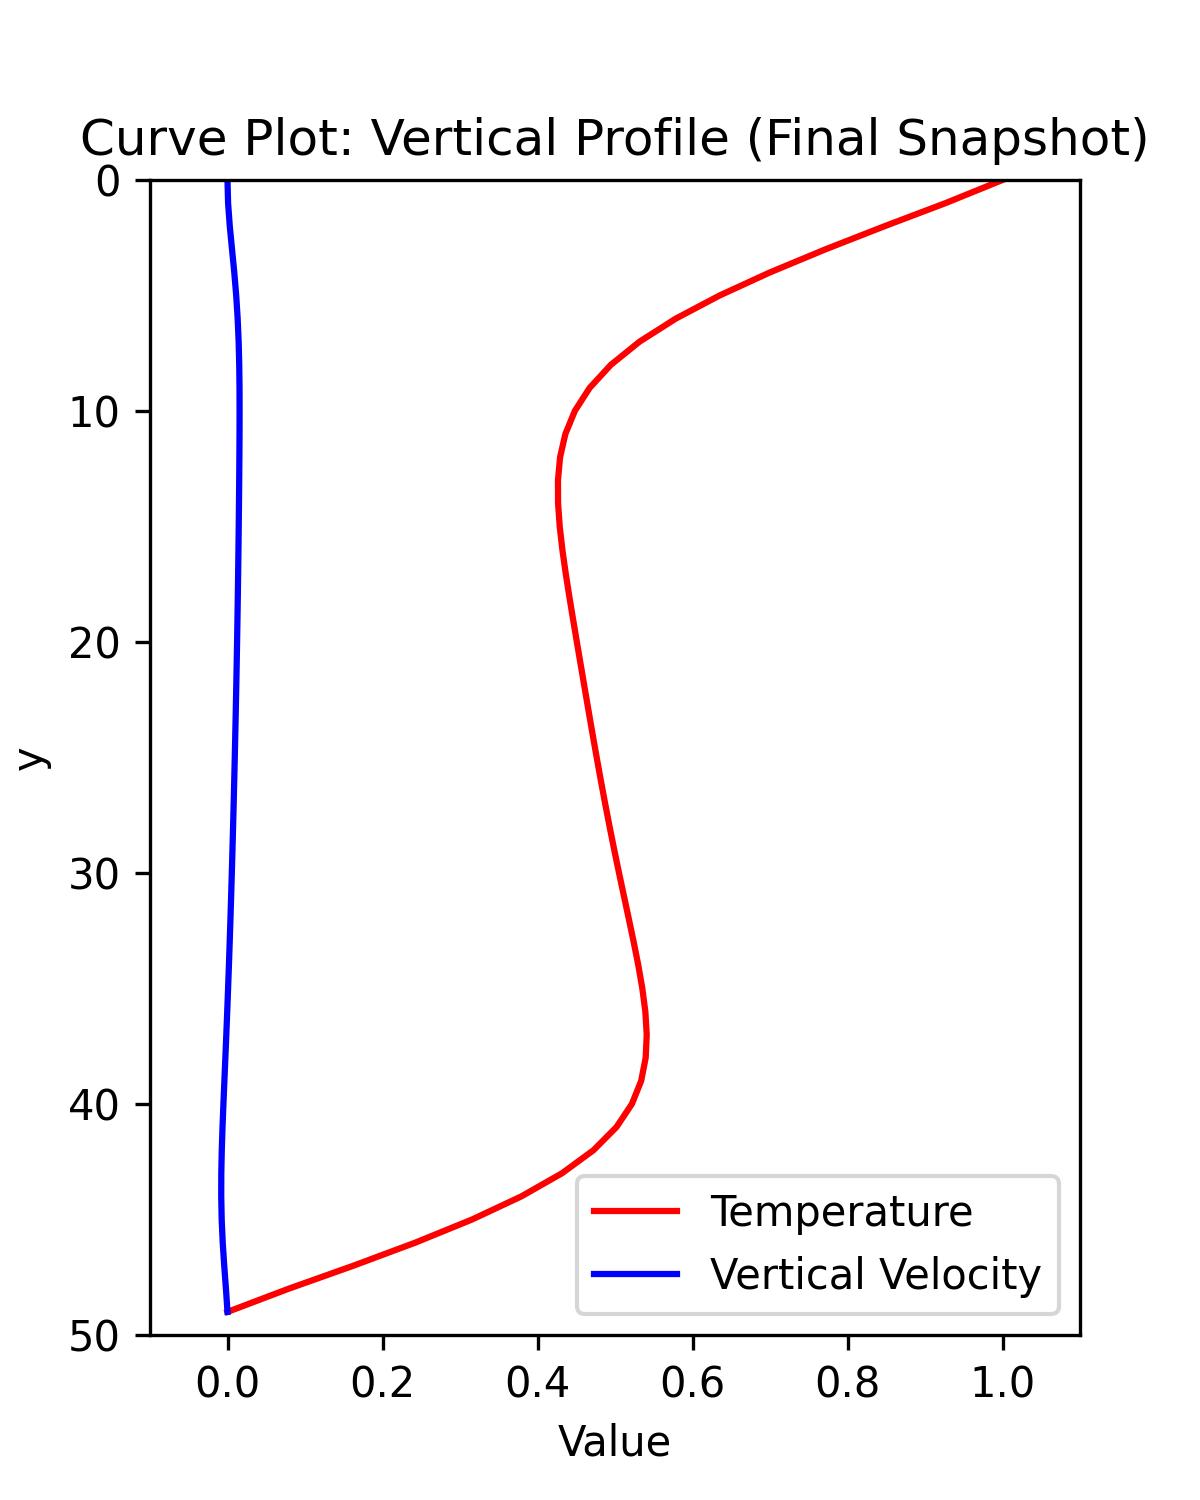 Curve Plot: Vertical Profile (Final Snapshot)
0
10
20
30
40
50
y
Temperature
Vertical Velocity
0.0 0.2 0.4 0.6 0.8 1.0
Value